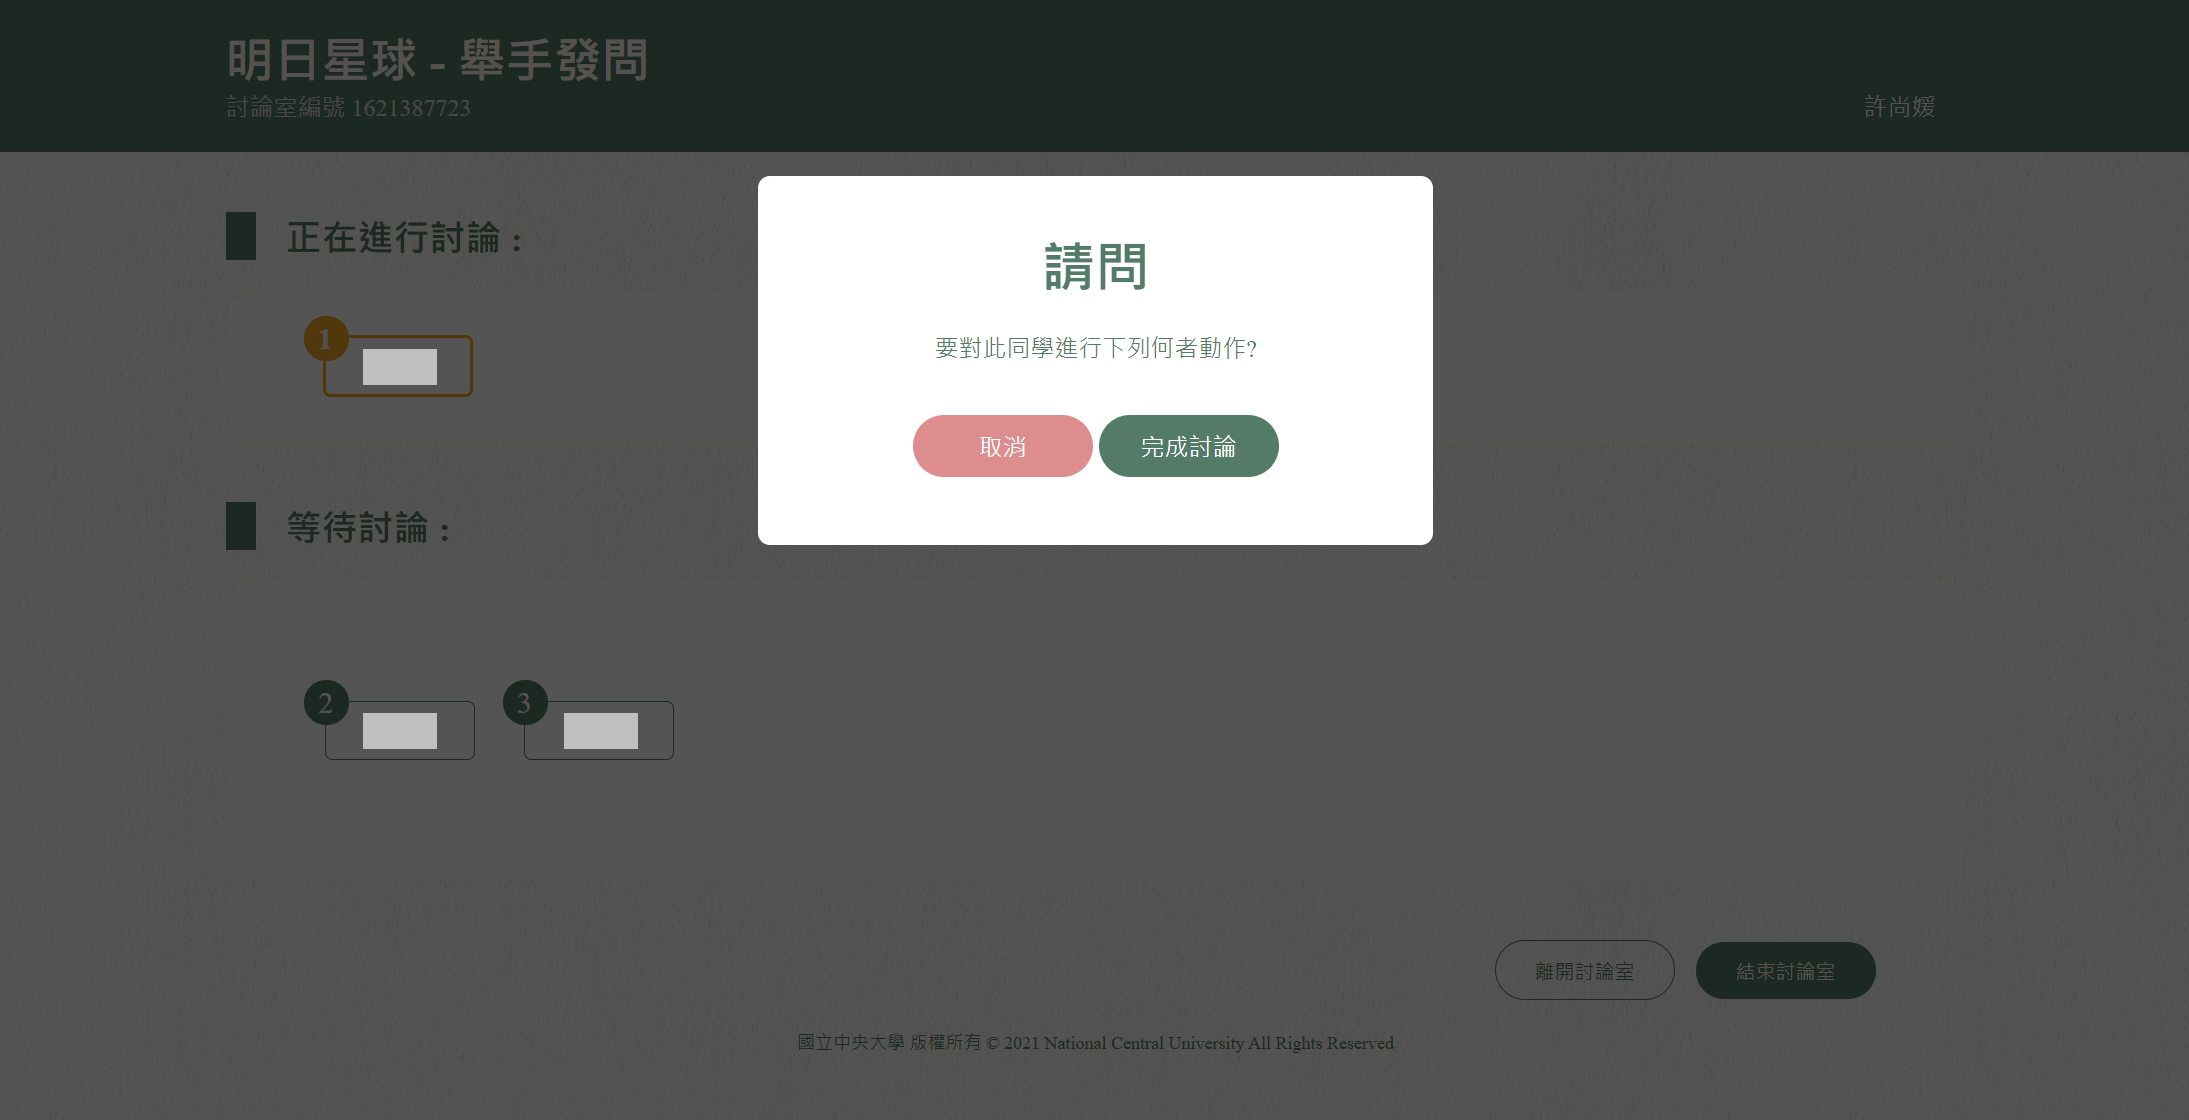 明日星球 - 舉手發問
討論室編號 1621387723
許尚媛
正在進行討論：
1
請問
要對此同學進行下列何者動作?
取消
完成討論
等待討論：
2
3
離開討論室
結束討論室
國立中央大學 版權所有 © 2021 National Central University All Rights Reserved